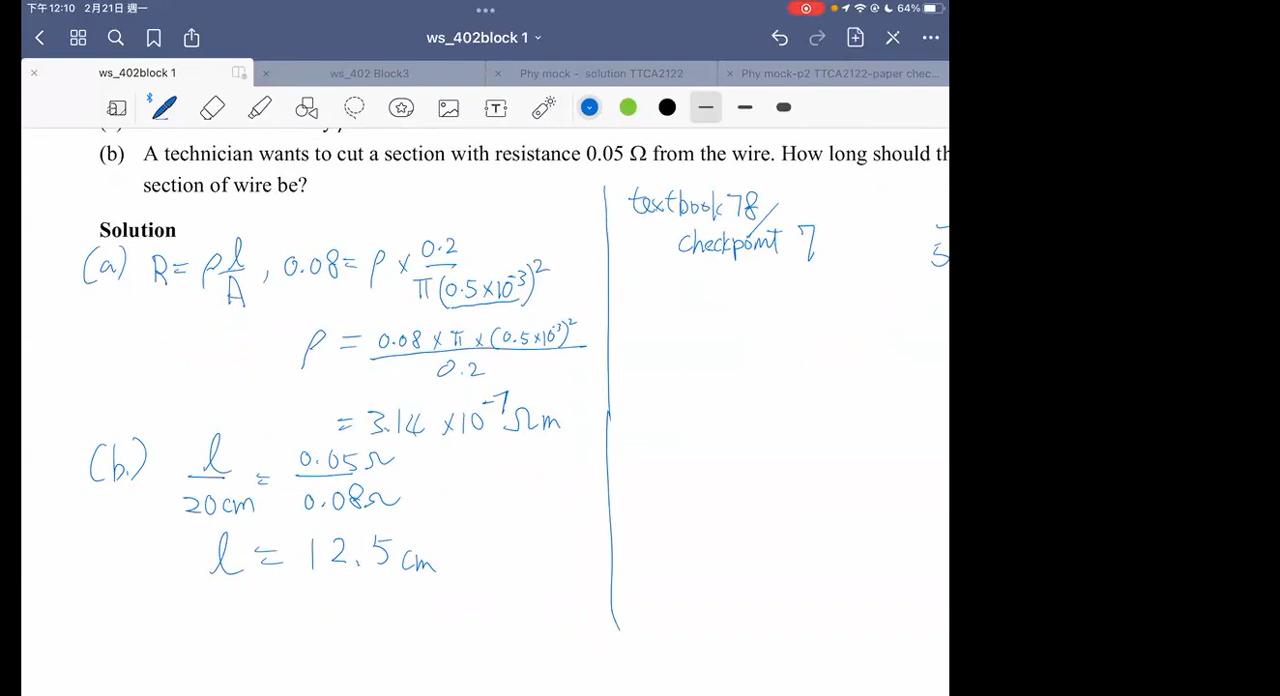 下午12:10 2月21日 週一
64%
ws_402block 1
ws_402block 1
ws_402 Block3
Phy mock - solution TTCA2122
Phy mock-p2 TTCA2122-paper chec...
(b) A technician wants to cut a section with resistance 0.05 Ω from the wire. How long should th
section of wire be?
Solution
(a) R = ρ l/A , 0.08 = ρ × 0.2/π(0.5×10⁻³)²
ρ = 0.08 × π × (0.5×10⁻³)²/0.2
= 3.14 ×10⁻⁷ Ωm
(b.) l/20cm = 0.05Ω/0.08Ω
l = 12.5 cm
textbook 78/
checkpoint 7